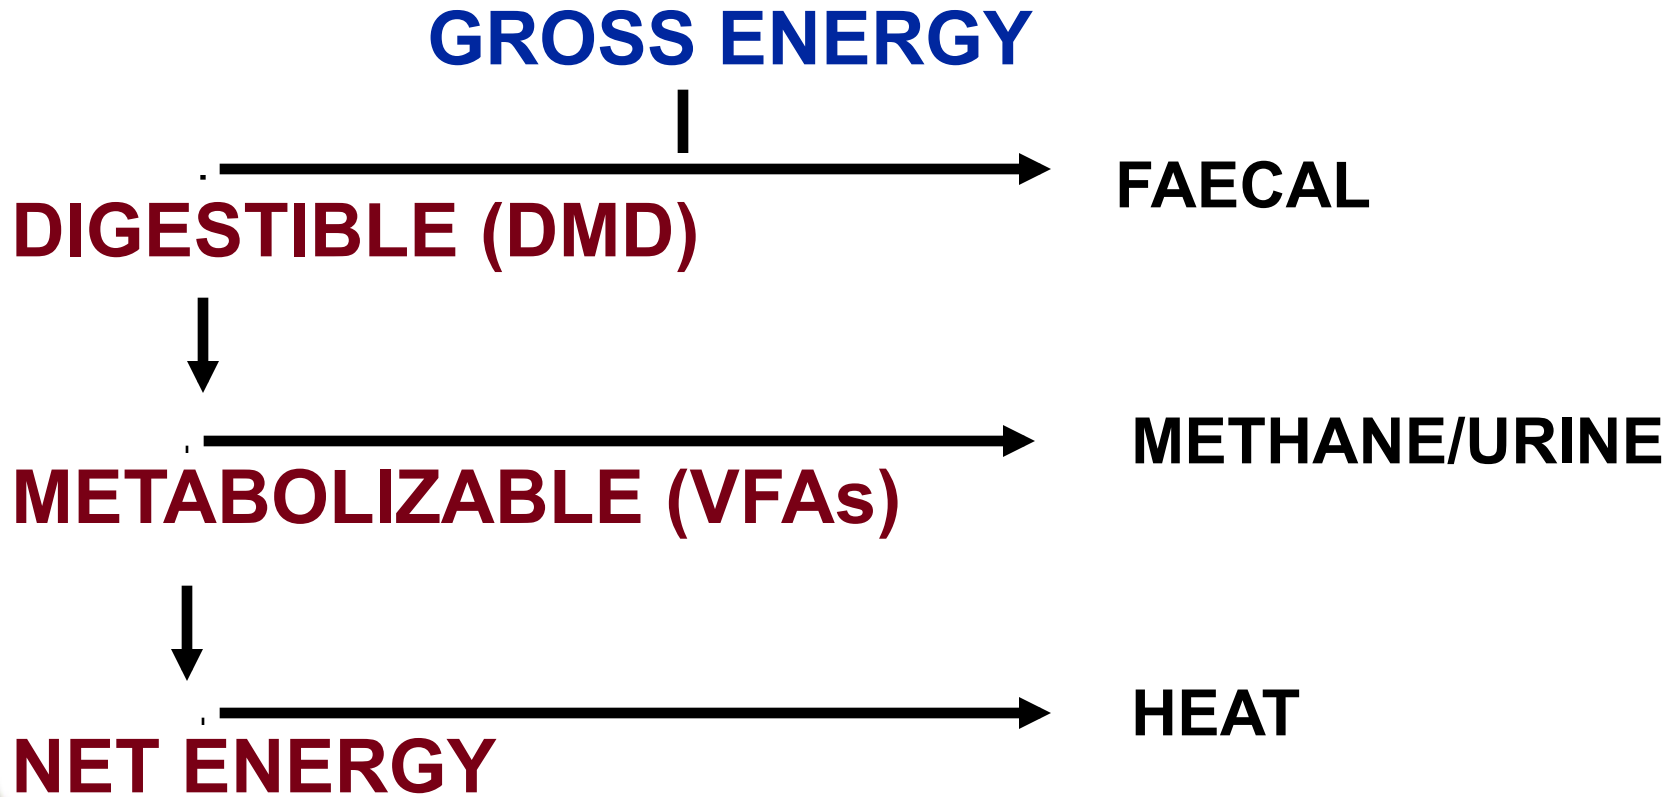 GROSS ENERGY
FAECAL
DIGESTIBLE (DMD)
METHANE/URINE
METABOLIZABLE (VFAs)
HEAT
NET ENERGY